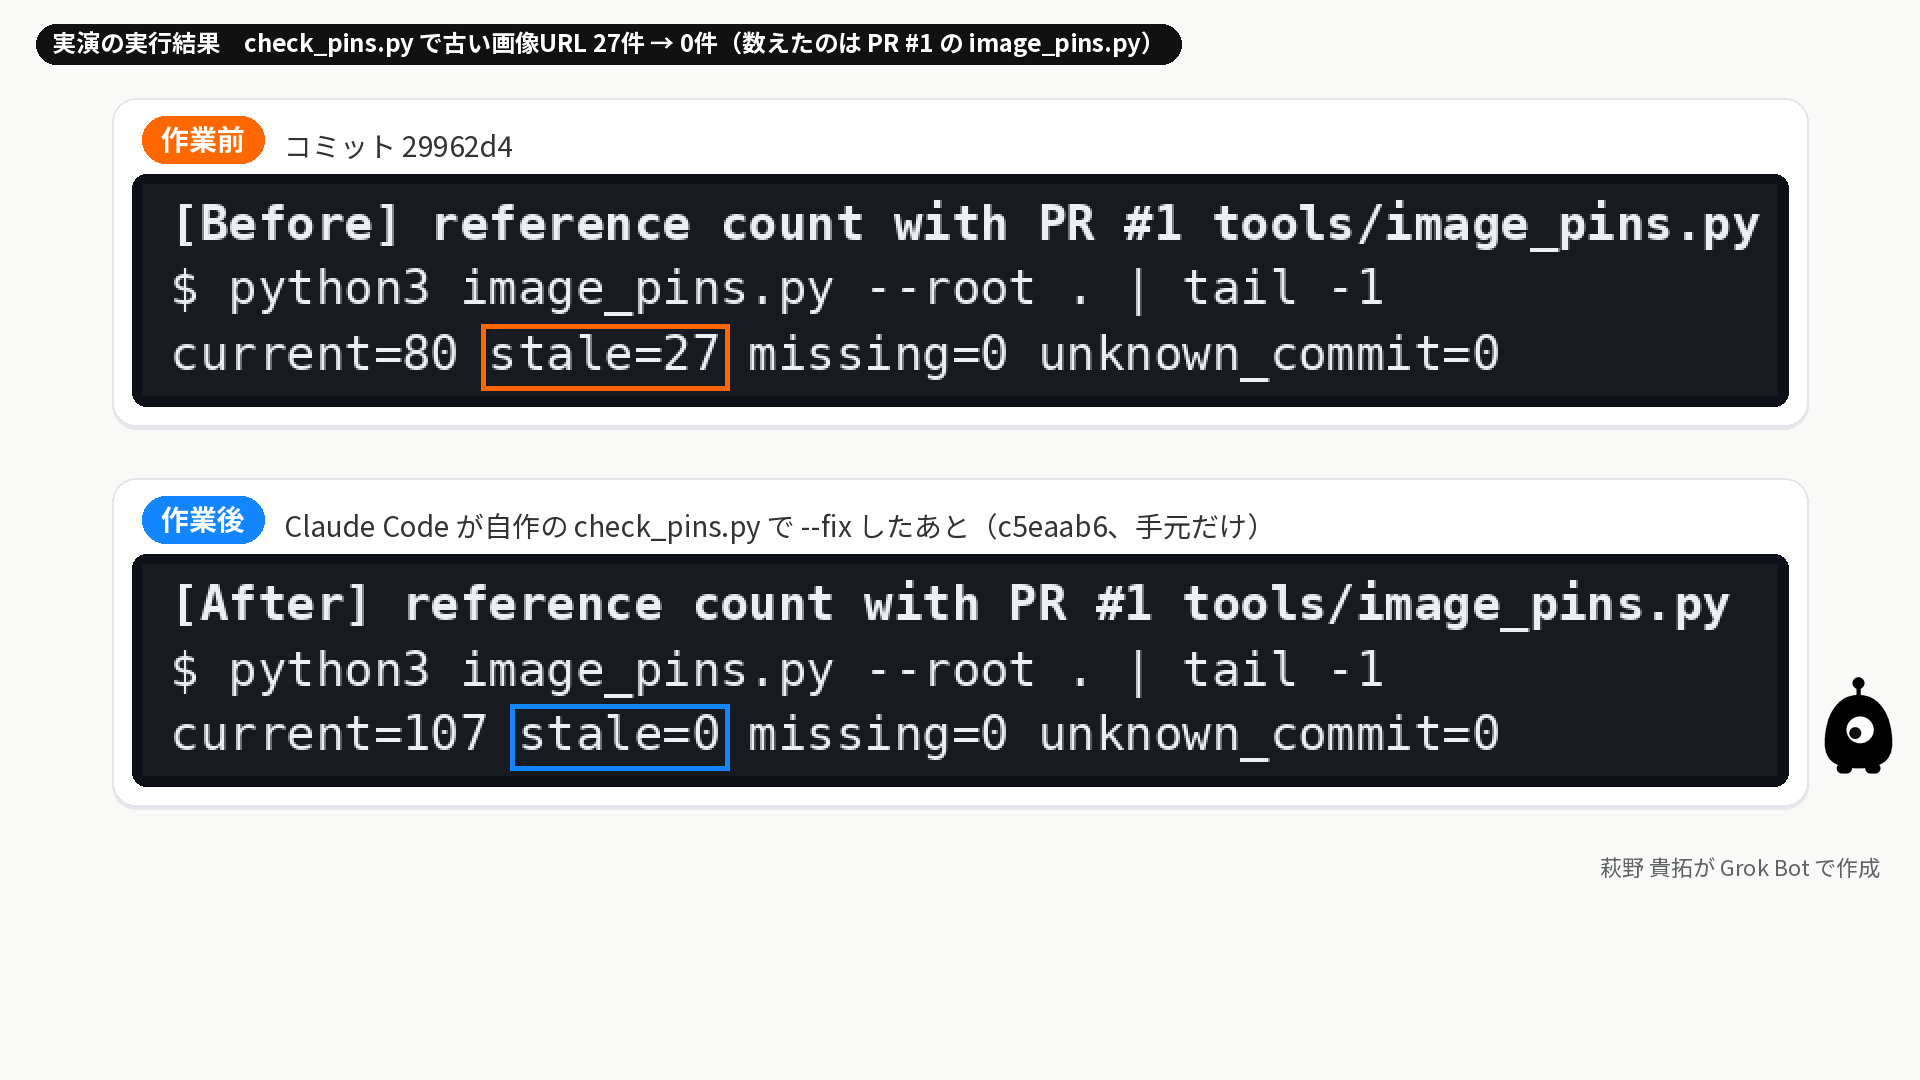 実演の実行結果　check_pins.py で古い画像URL 27件 → 0件（数えたのは PR #1 の image_pins.py）
作業前 コミット 29962d4
[Before] reference count with PR #1 tools/image_pins.py
$ python3 image_pins.py --root . | tail -1
current=80 stale=27 missing=0 unknown_commit=0
作業後 Claude Code が自作の check_pins.py で --fix したあと（c5eaab6、手元だけ）
[After] reference count with PR #1 tools/image_pins.py
$ python3 image_pins.py --root . | tail -1
current=107 stale=0 missing=0 unknown_commit=0
萩野 貴拓が Grok Bot で作成